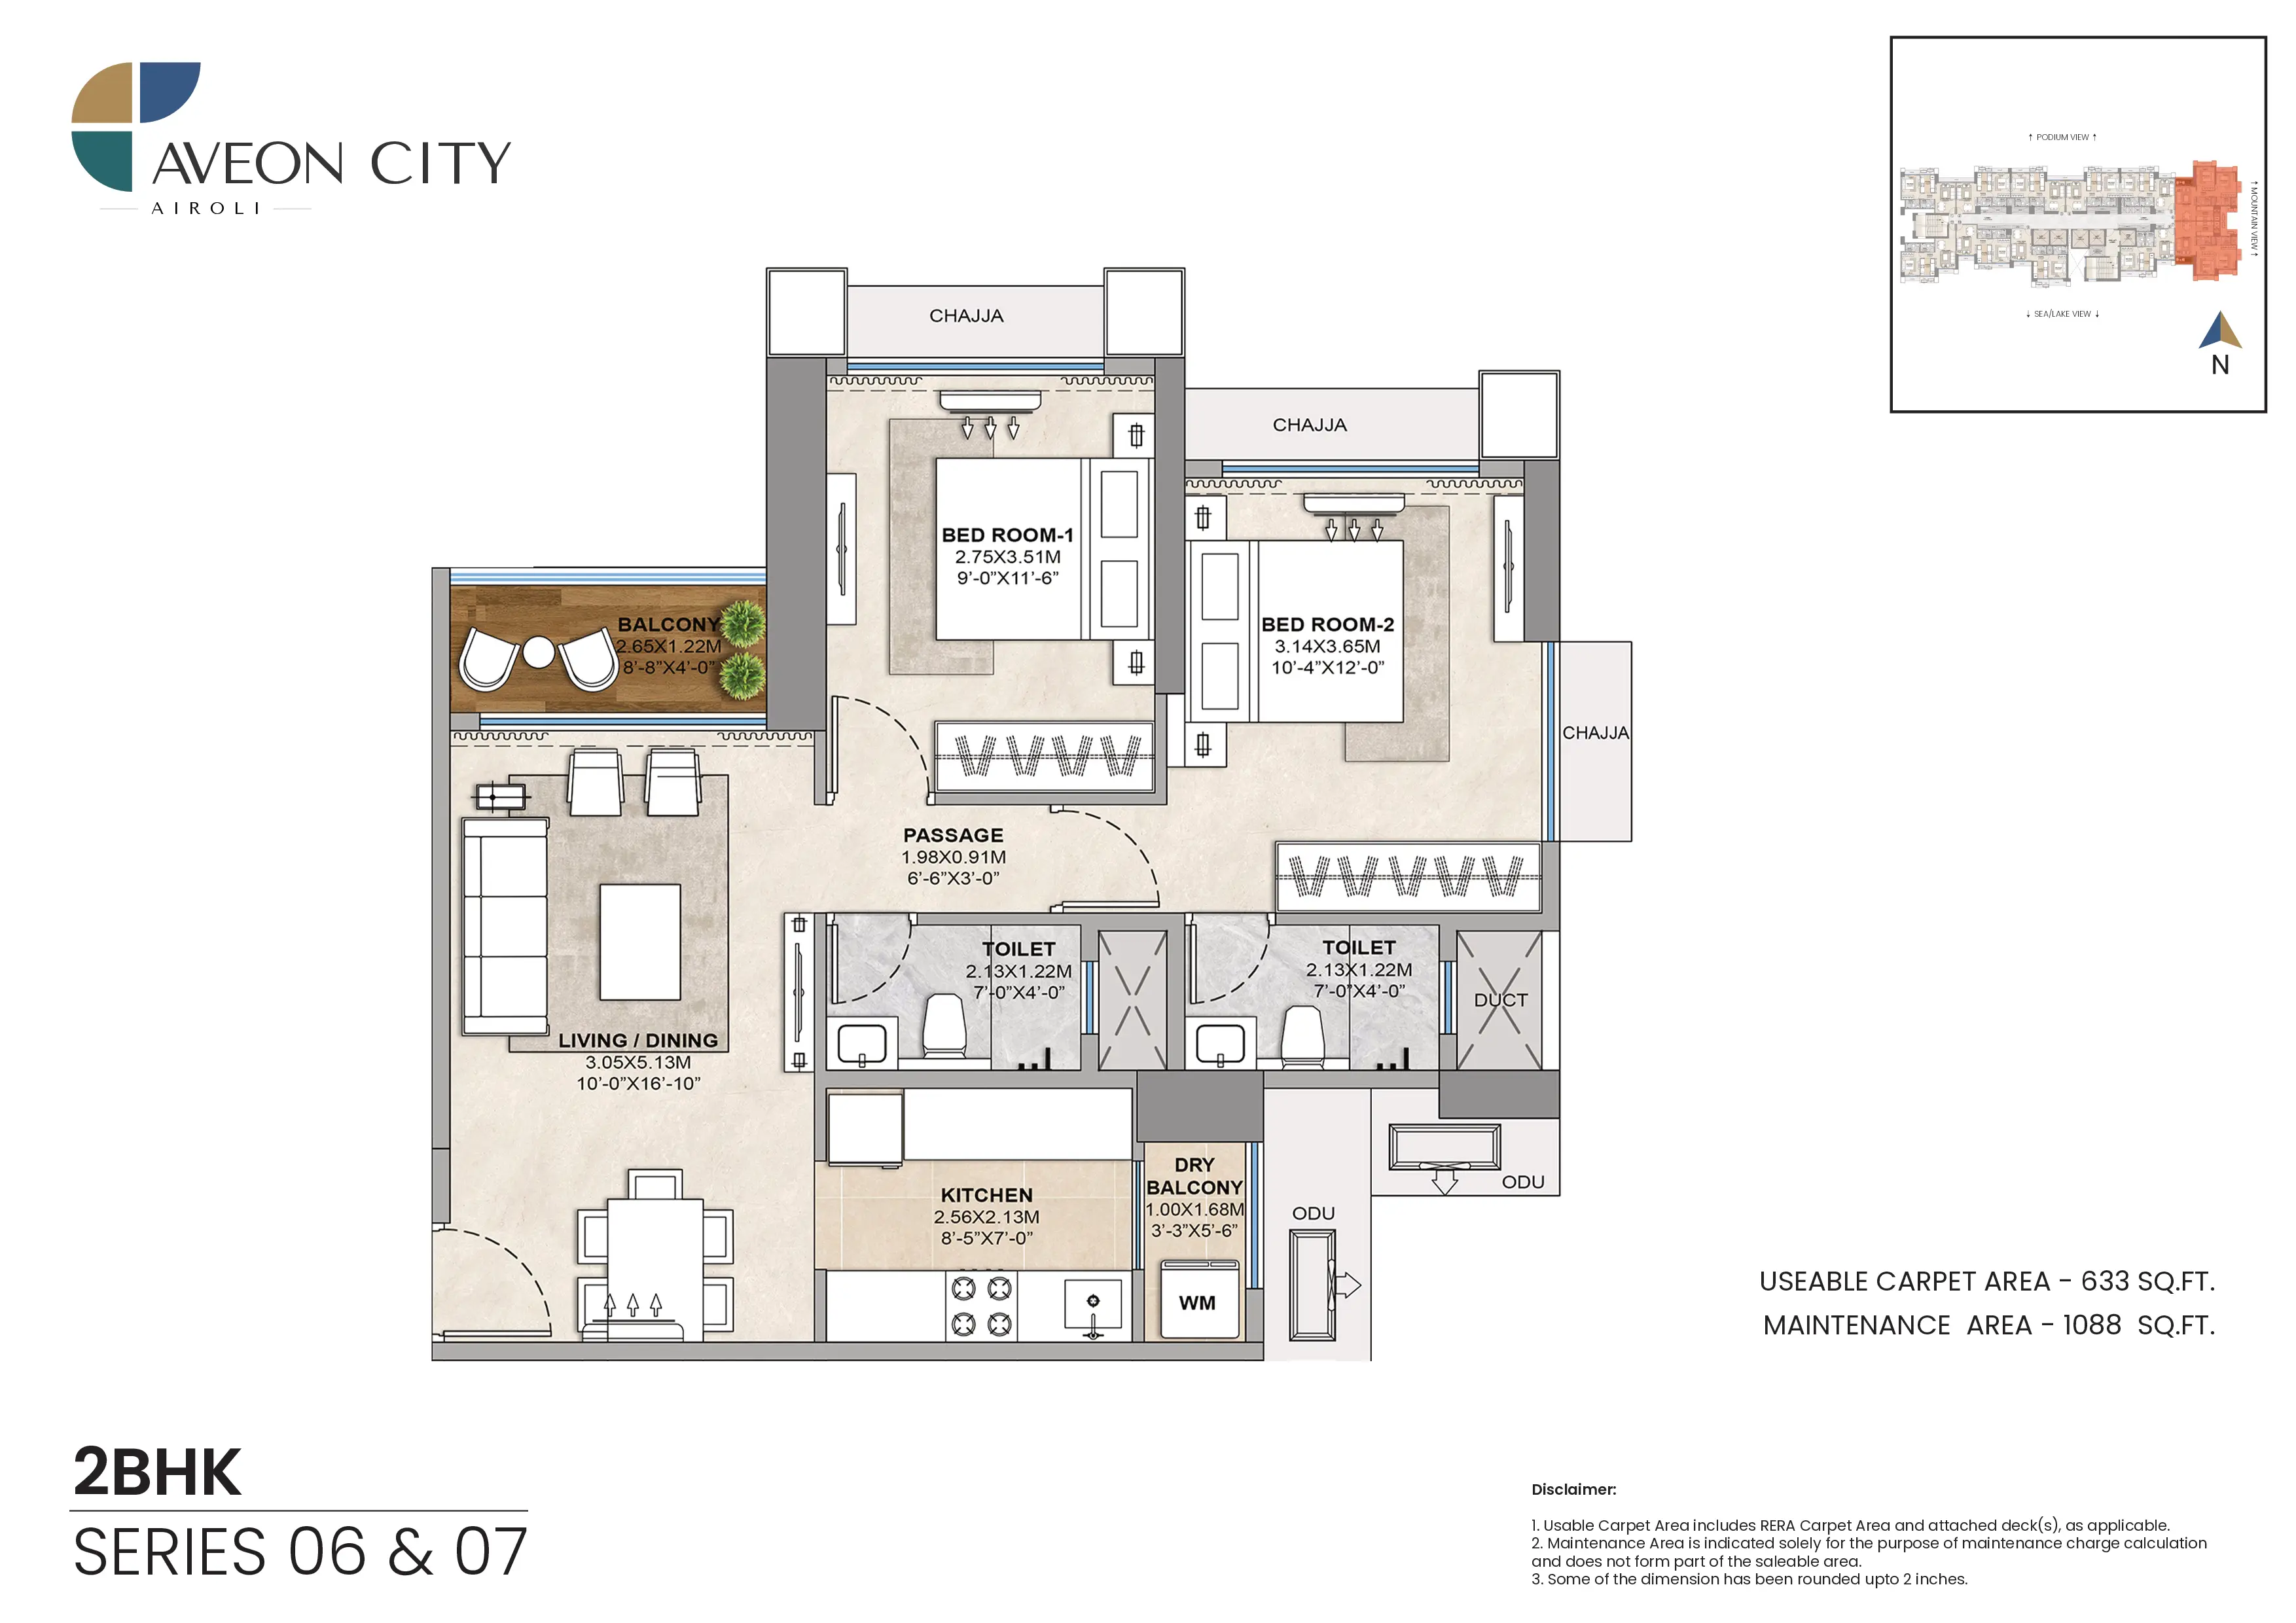 AVEON CITY
AIROLI
↑ PODIUM VIEW ↑
↑ MOUNTAIN VIEW ↑
↓ SEA/LAKE VIEW ↓
N
CHAJJA
CHAJJA
BED ROOM-1
2.75X3.51M
9'-0"X11'-6"
BALCONY
2.65X1.22M
8'-8"X4'-0"
BED ROOM-2
3.14X3.65M
10'-4"X12'-0"
CHAJJA
PASSAGE
1.98X0.91M
6'-6"X3'-0"
TOILET
2.13X1.22M
7'-0"X4'-0"
TOILET
2.13X1.22M
7'-0"X4'-0"
DUCT
LIVING / DINING
3.05X5.13M
10'-0"X16'-10"
KITCHEN
2.56X2.13M
8'-5"X7'-0"
DRY
BALCONY
1.00X1.68M
3'-3"X5'-6"
WM
ODU
ODU
USEABLE CARPET AREA - 633 SQ.FT.
MAINTENANCE AREA - 1088 SQ.FT.
2BHK
SERIES 06 & 07
Disclaimer:
1. Usable Carpet Area includes RERA Carpet Area and attached deck(s), as applicable.
2. Maintenance Area is indicated solely for the purpose of maintenance charge calculation
and does not form part of the saleable area.
3. Some of the dimension has been rounded upto 2 inches.